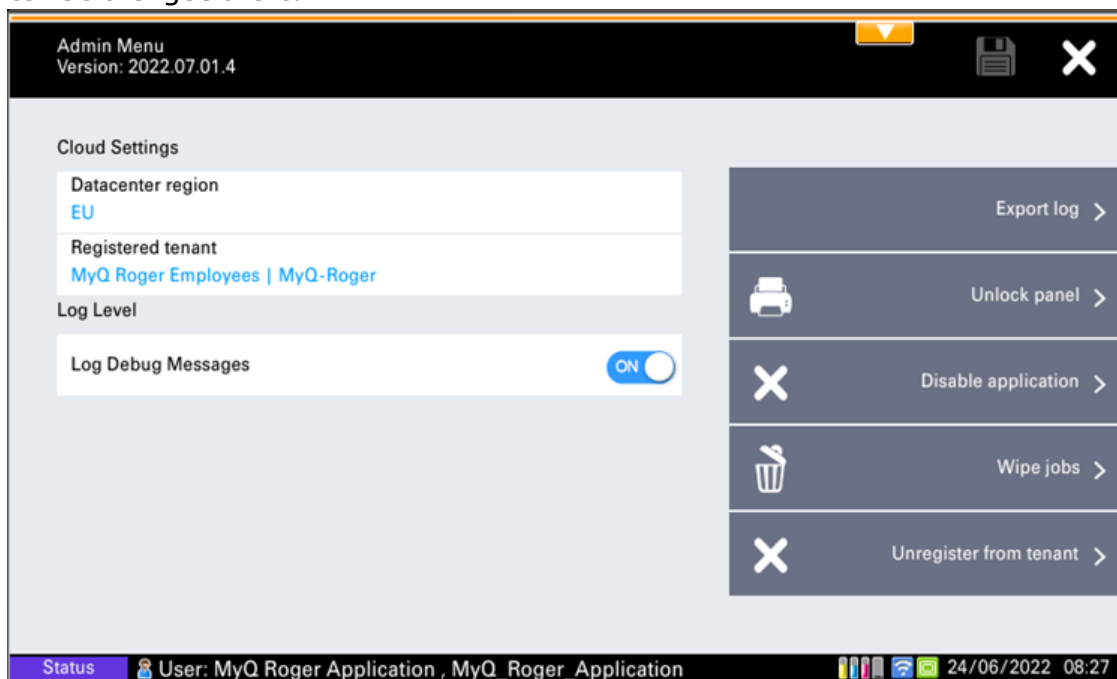 Admin Menu
Version: 2022.07.01.4
Cloud Settings
Datacenter region
EU
Registered tenant
MyQ Roger Employees | MyQ-Roger
Log Level
Log Debug Messages
ON
Export log
Unlock panel
Disable application
Wipe jobs
Unregister from tenant
Status
User: MyQ Roger Application , MyQ_Roger_Application
24/06/2022 08:27